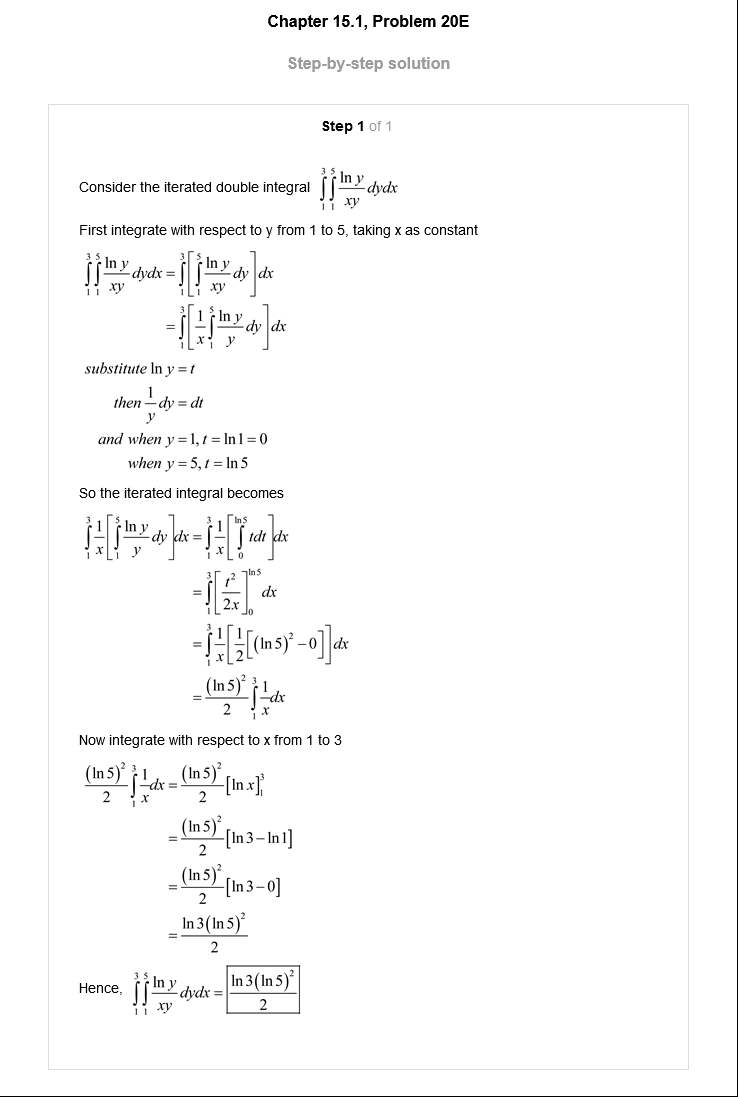 Chapter 15.1, Problem 20E
Step-by-step solution
Step 1 of 1
Consider the iterated double integral $\int_1^3 \int_1^5 \frac{\ln y}{xy} dydx$
First integrate with respect to y from 1 to 5, taking x as constant
$\int_1^3 \int_1^5 \frac{\ln y}{xy} dydx = \int_1^3 \left[ \int_1^5 \frac{\ln y}{xy} dy \right] dx$
$= \int_1^3 \left[ \frac{1}{x} \int_1^5 \frac{\ln y}{y} dy \right] dx$
substitute $\ln y = t$
then $\frac{1}{y} dy = dt$
and when $y = 1, t = \ln 1 = 0$
when $y = 5, t = \ln 5$
So the iterated integral becomes
$\int_1^3 \frac{1}{x} \left[ \int_1^5 \frac{\ln y}{y} dy \right] dx = \int_1^3 \frac{1}{x} \left[ \int_0^{\ln 5} tdt \right] dx$
$= \int_1^3 \left[ \frac{t^2}{2x} \right]_0^{\ln 5} dx$
$= \int_1^3 \frac{1}{x} \left[ \frac{1}{2} \left[ (\ln 5)^2 - 0 \right] \right] dx$
$= \frac{(\ln 5)^2}{2} \int_1^3 \frac{1}{x} dx$
Now integrate with respect to x from 1 to 3
$\frac{(\ln 5)^2}{2} \int_1^3 \frac{1}{x} dx = \frac{(\ln 5)^2}{2} [\ln x]_1^3$
$= \frac{(\ln 5)^2}{2} [\ln 3 - \ln 1]$
$= \frac{(\ln 5)^2}{2} [\ln 3 - 0]$
$= \frac{\ln 3 (\ln 5)^2}{2}$
Hence, $\int_1^3 \int_1^5 \frac{\ln y}{xy} dydx = \boxed{\frac{\ln 3 (\ln 5)^2}{2}}$